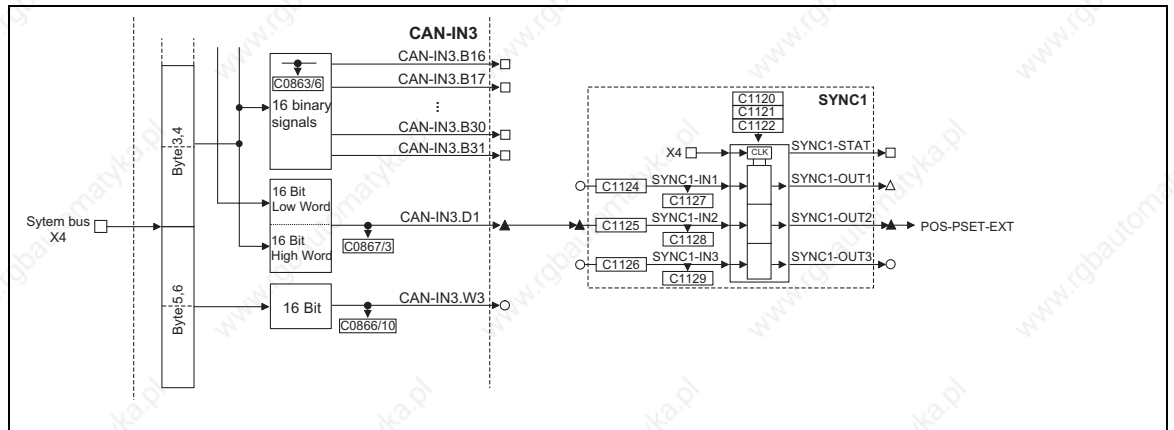 CAN-IN3
CAN-IN3.B16
C0863/6
CAN-IN3.B17
16 binary
signals
⋮
CAN-IN3.B30
CAN-IN3.B31
Byte 3,4
16 Bit
Low Word
CAN-IN3.D1
16 Bit
High Word
C0867/3
Sytem bus
X4
Byte 5,6
16 Bit
CAN-IN3.W3
C0866/10
SYNC1
C1120
C1121
C1122
X4
CLK
SYNC1-STAT
C1124
SYNC1-IN1
C1127
SYNC1-OUT1
C1125
SYNC1-IN2
C1128
SYNC1-OUT2
POS-PSET-EXT
C1126
SYNC1-IN3
C1129
SYNC1-OUT3
www.rgbautomatyka.pl